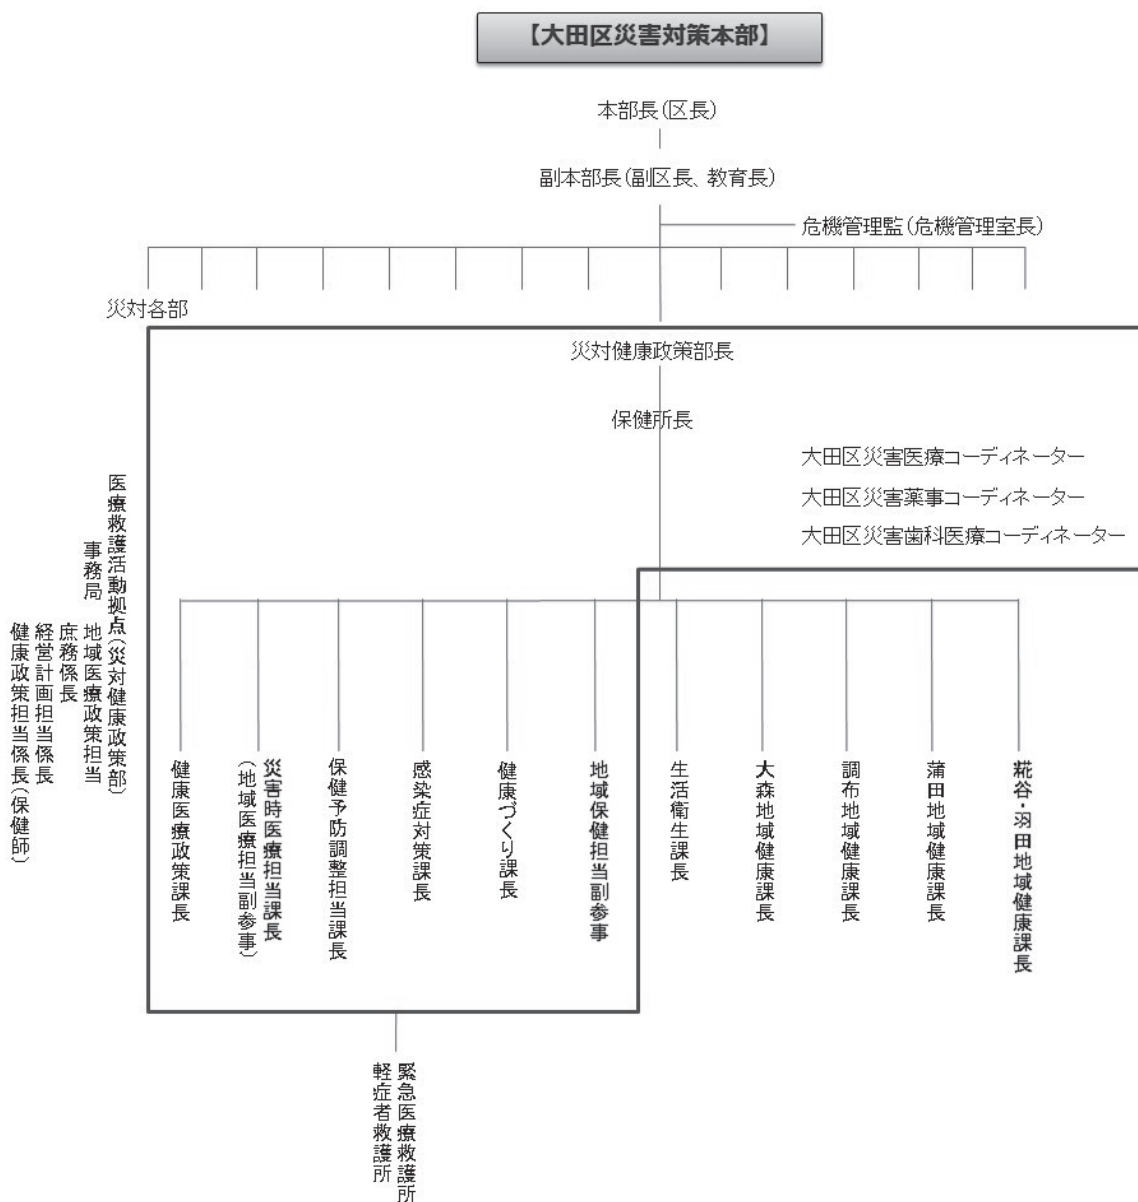 【大田区災害対策本部】
本部長(区長)
副本部長(副区長、教育長)
危機管理監(危機管理室長)
災対各部
災対健康政策部長
保健所長
大田区災害医療コーディネーター
大田区災害薬事コーディネーター
大田区災害歯科医療コーディネーター
医療救護活動拠点(災対健康政策部)
事務局 地域医療政策担当
庶務係長
経営計画担当係長
健康政策担当係長(保健師)
健康医療政策課長
災害時医療担当課長
(地域医療担当副参事)
保健予防調整担当課長
感染症対策課長
健康づくり課長
地域保健担当副参事
生活衛生課長
大森地域健康課長
調布地域健康課長
蒲田地域健康課長
糀谷・羽田地域健康課長
緊急医療救護所
軽症者救護所